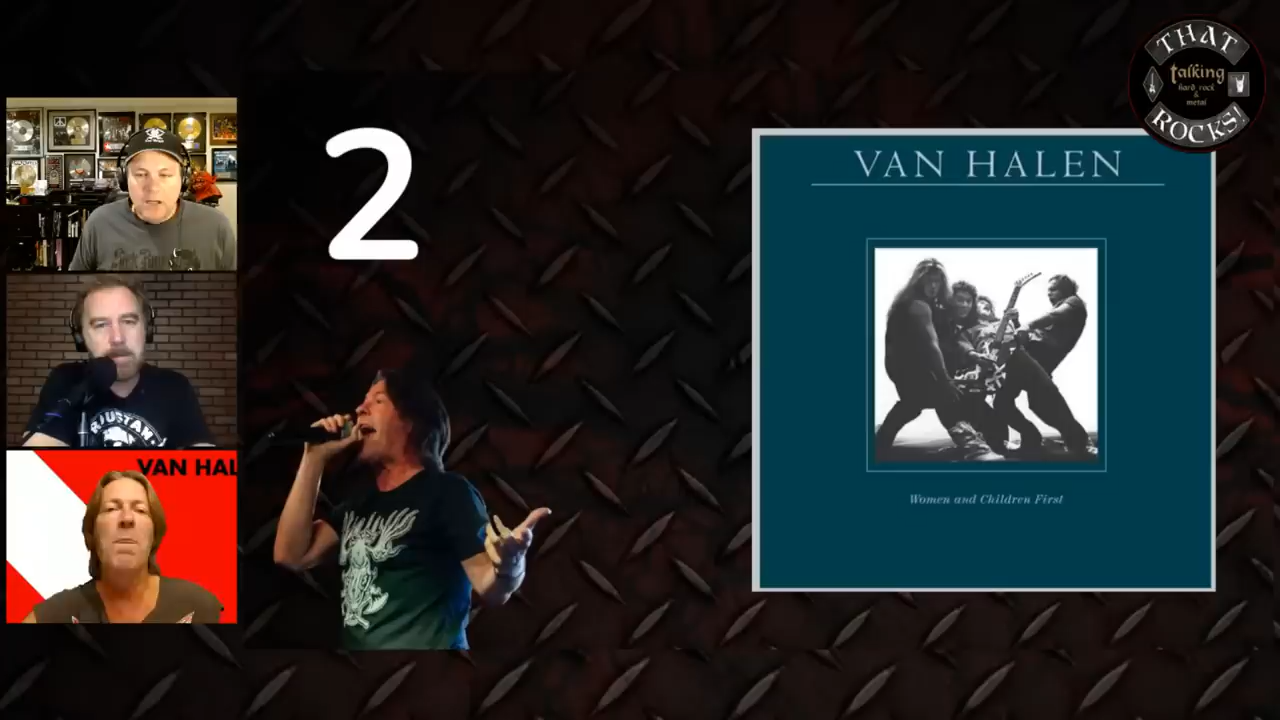 THAT
talking
hard rock
&
metal
ROCKS!
2
VAN HALEN
Women and Children First
VAN HAL